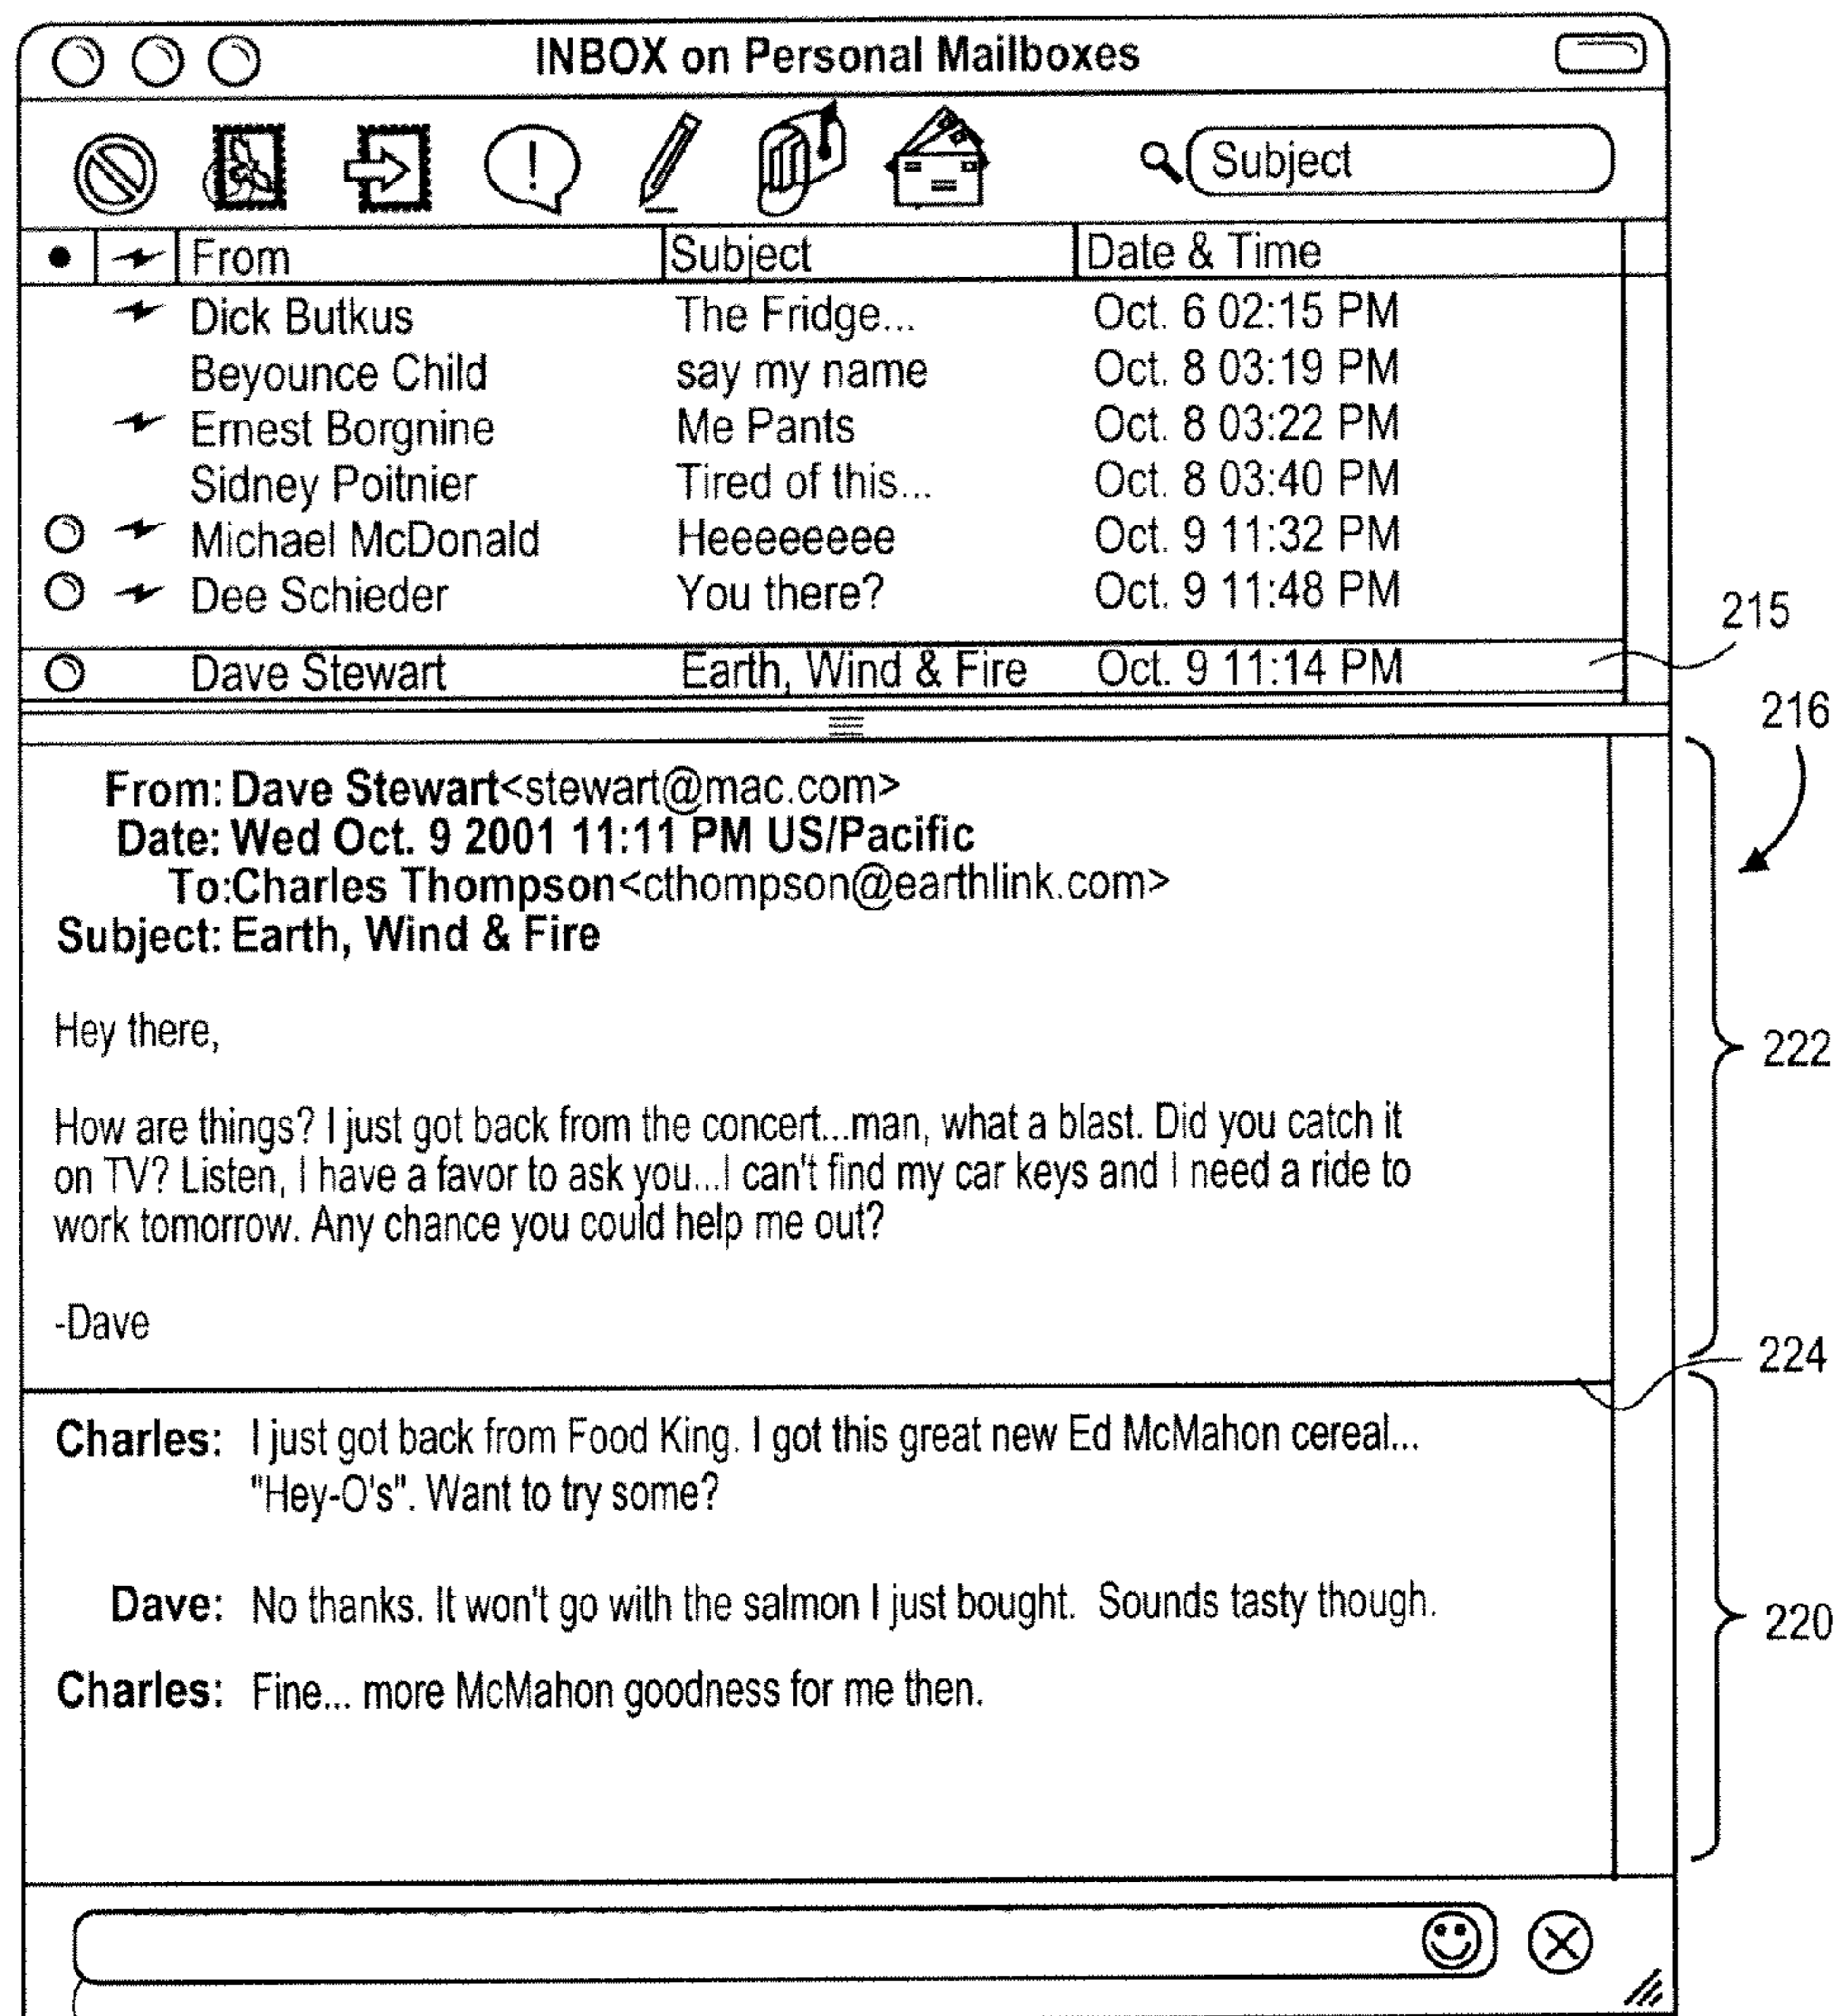 INBOX on Personal Mailboxes
!
Subject
From Subject Date & Time
Dick Butkus The Fridge... Oct. 6 02:15 PM
Beyounce Child say my name Oct. 8 03:19 PM
Ernest Borgnine Me Pants Oct. 8 03:22 PM
Sidney Poitnier Tired of this... Oct. 8 03:40 PM
Michael McDonald Heeeeeeee Oct. 9 11:32 PM
Dee Schieder You there? Oct. 9 11:48 PM
215
Dave Stewart Earth, Wind & Fire Oct. 9 11:14 PM
216
From: Dave Stewart<stewart@mac.com>
Date: Wed Oct. 9 2001 11:11 PM US/Pacific
To:Charles Thompson<cthompson@earthlink.com>
Subject: Earth, Wind & Fire
Hey there,
222
How are things? I just got back from the concert...man, what a blast. Did you catch it
on TV? Listen, I have a favor to ask you...I can't find my car keys and I need a ride to
work tomorrow. Any chance you could help me out?
-Dave
224
Charles: I just got back from Food King. I got this great new Ed McMahon cereal...
"Hey-O's". Want to try some?
Dave: No thanks. It won't go with the salmon I just bought. Sounds tasty though.
220
Charles: Fine... more McMahon goodness for me then.